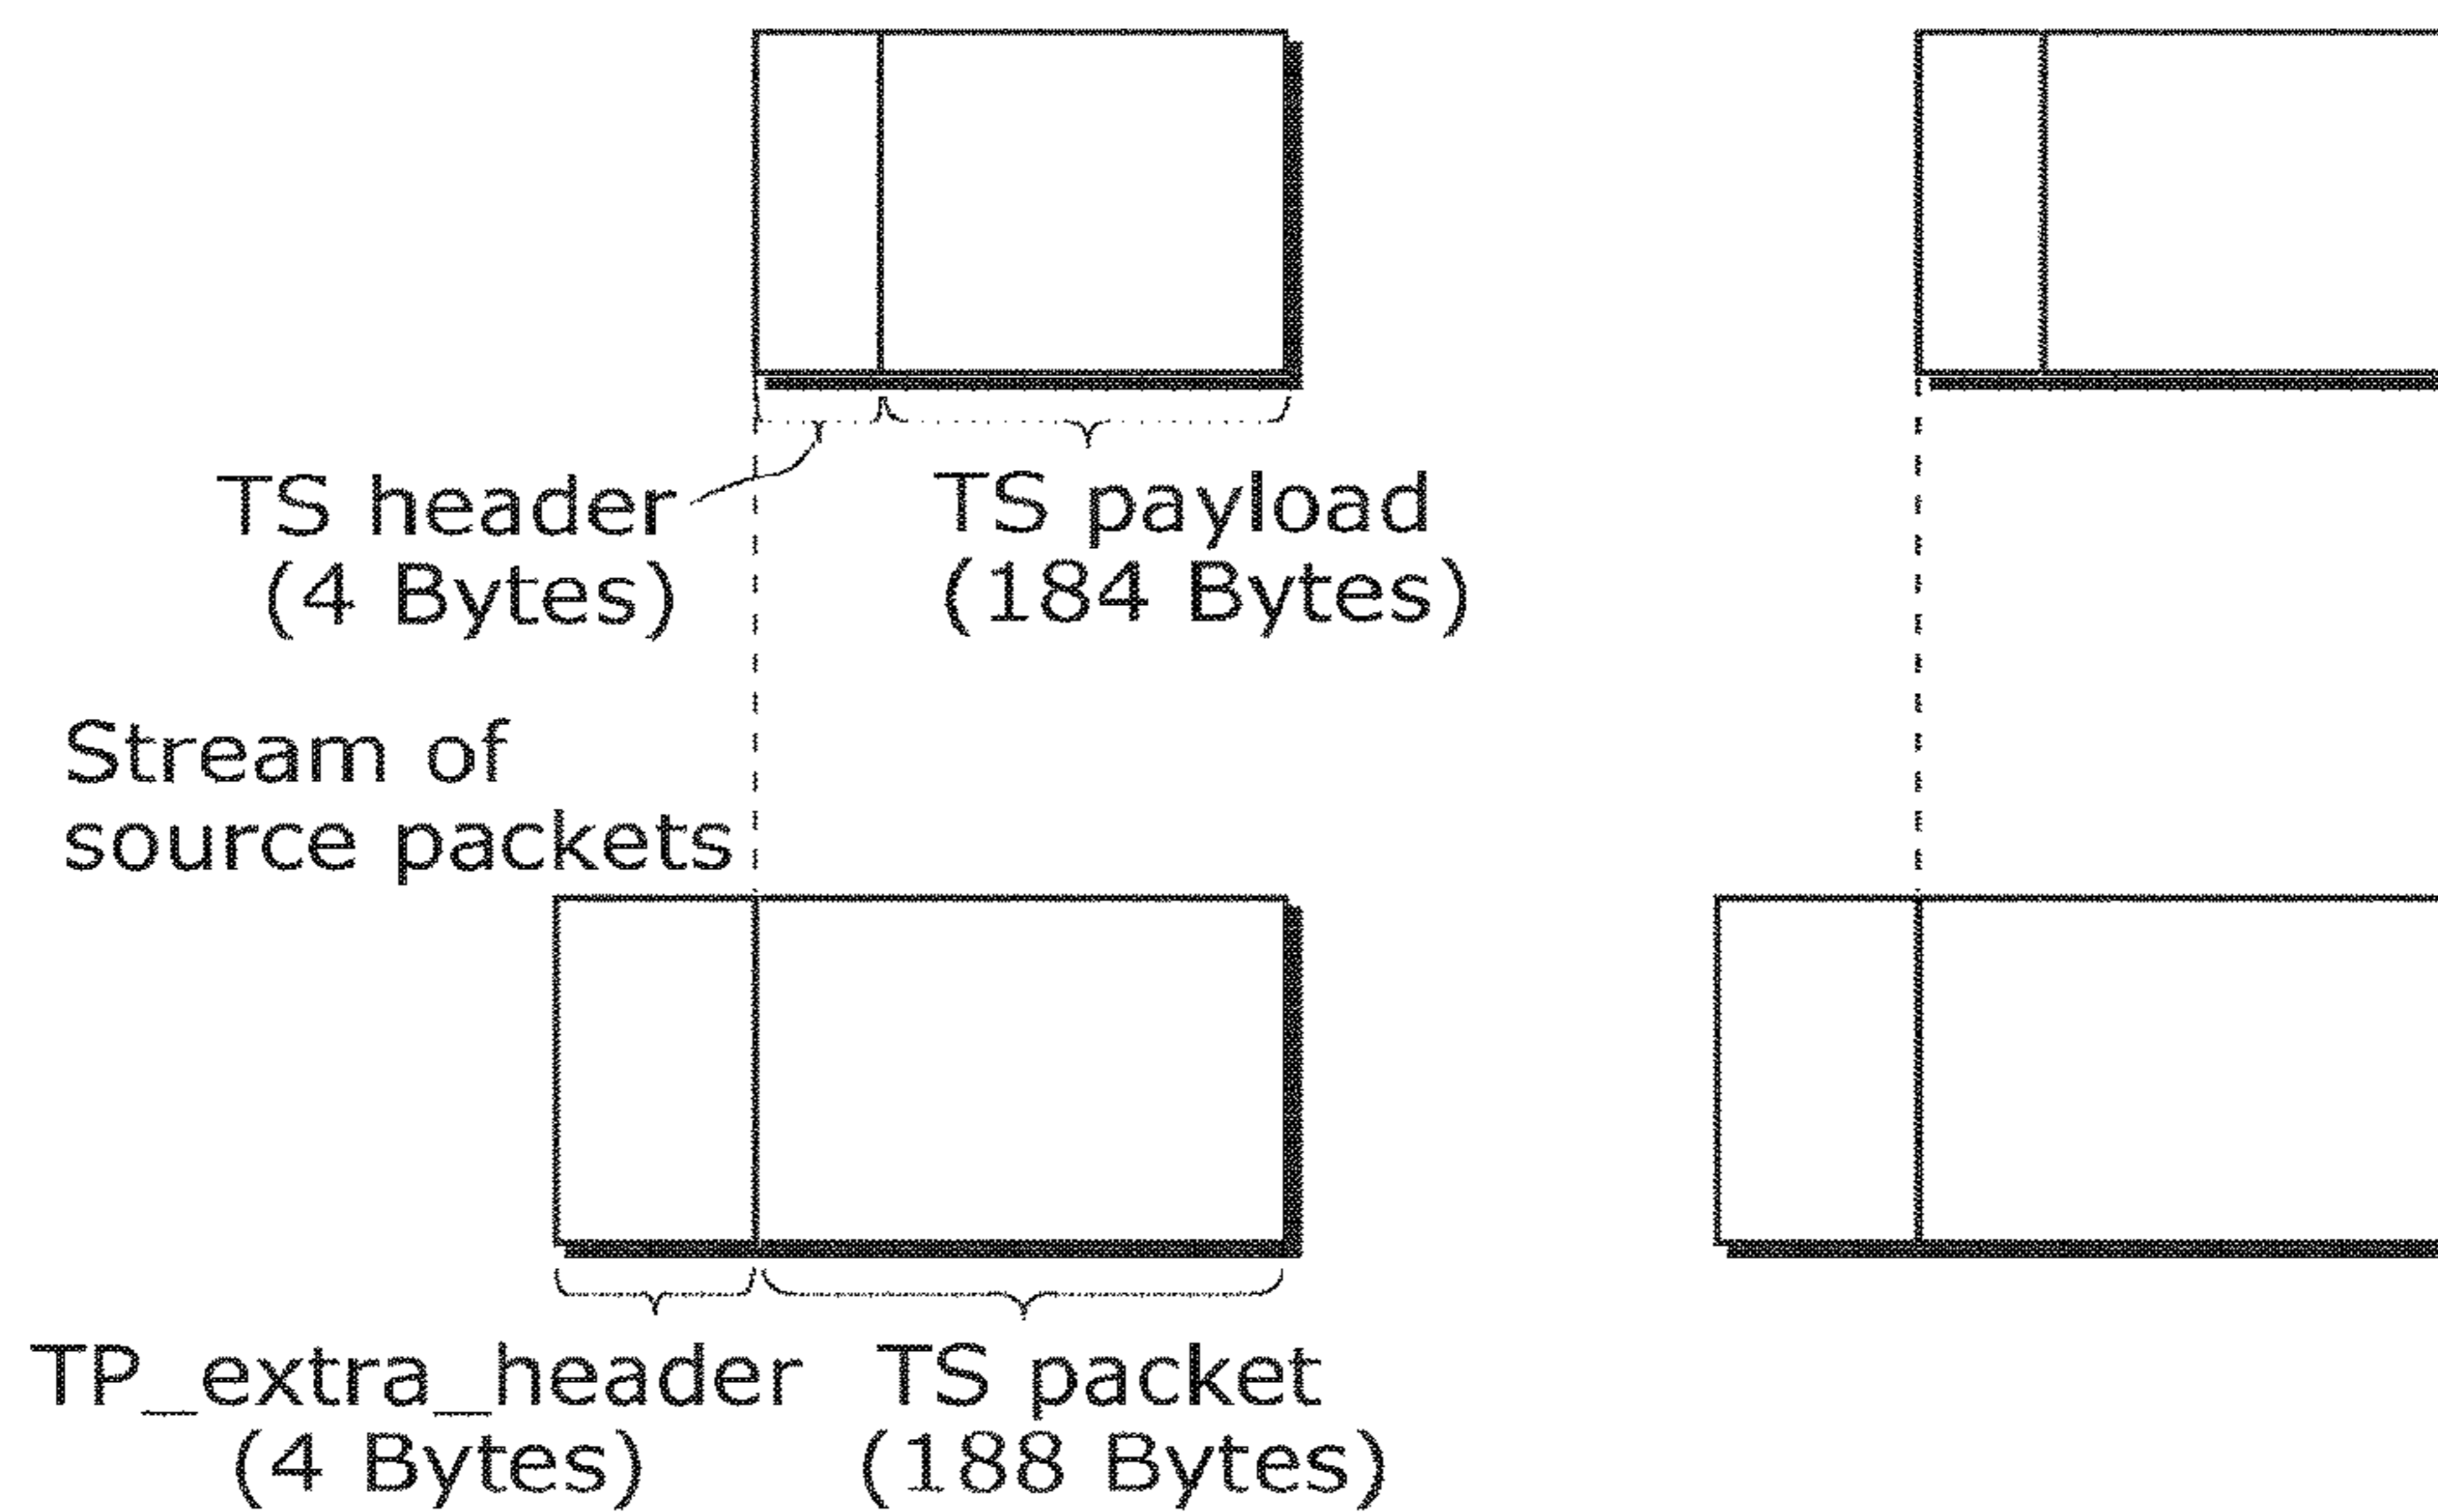 TS header
(4 Bytes)
TS payload
(184 Bytes)
Stream of
source packets
TP_extra_header
(4 Bytes)
TS packet
(188 Bytes)